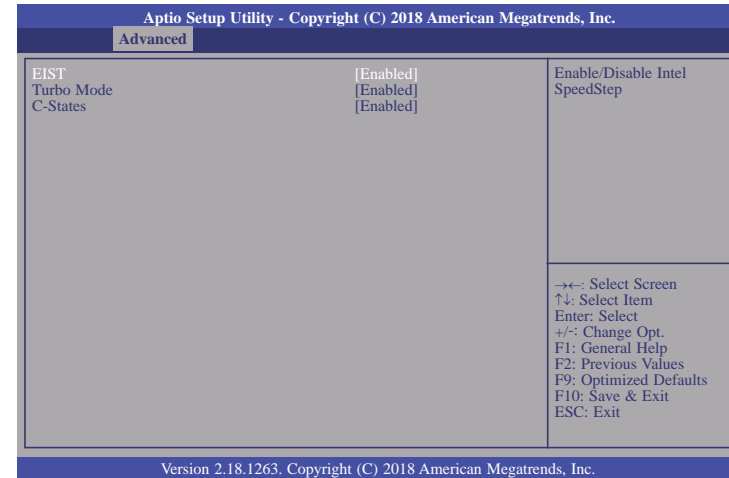 Aptio Setup Utility - Copyright (C) 2018 American Megatrends, Inc.
Advanced
EIST [Enabled]
Turbo Mode [Enabled]
C-States [Enabled]
Enable/Disable Intel
SpeedStep
→←: Select Screen
↑↓: Select Item
Enter: Select
+/-: Change Opt.
F1: General Help
F2: Previous Values
F9: Optimized Defaults
F10: Save & Exit
ESC: Exit
Version 2.18.1263. Copyright (C) 2018 American Megatrends, Inc.